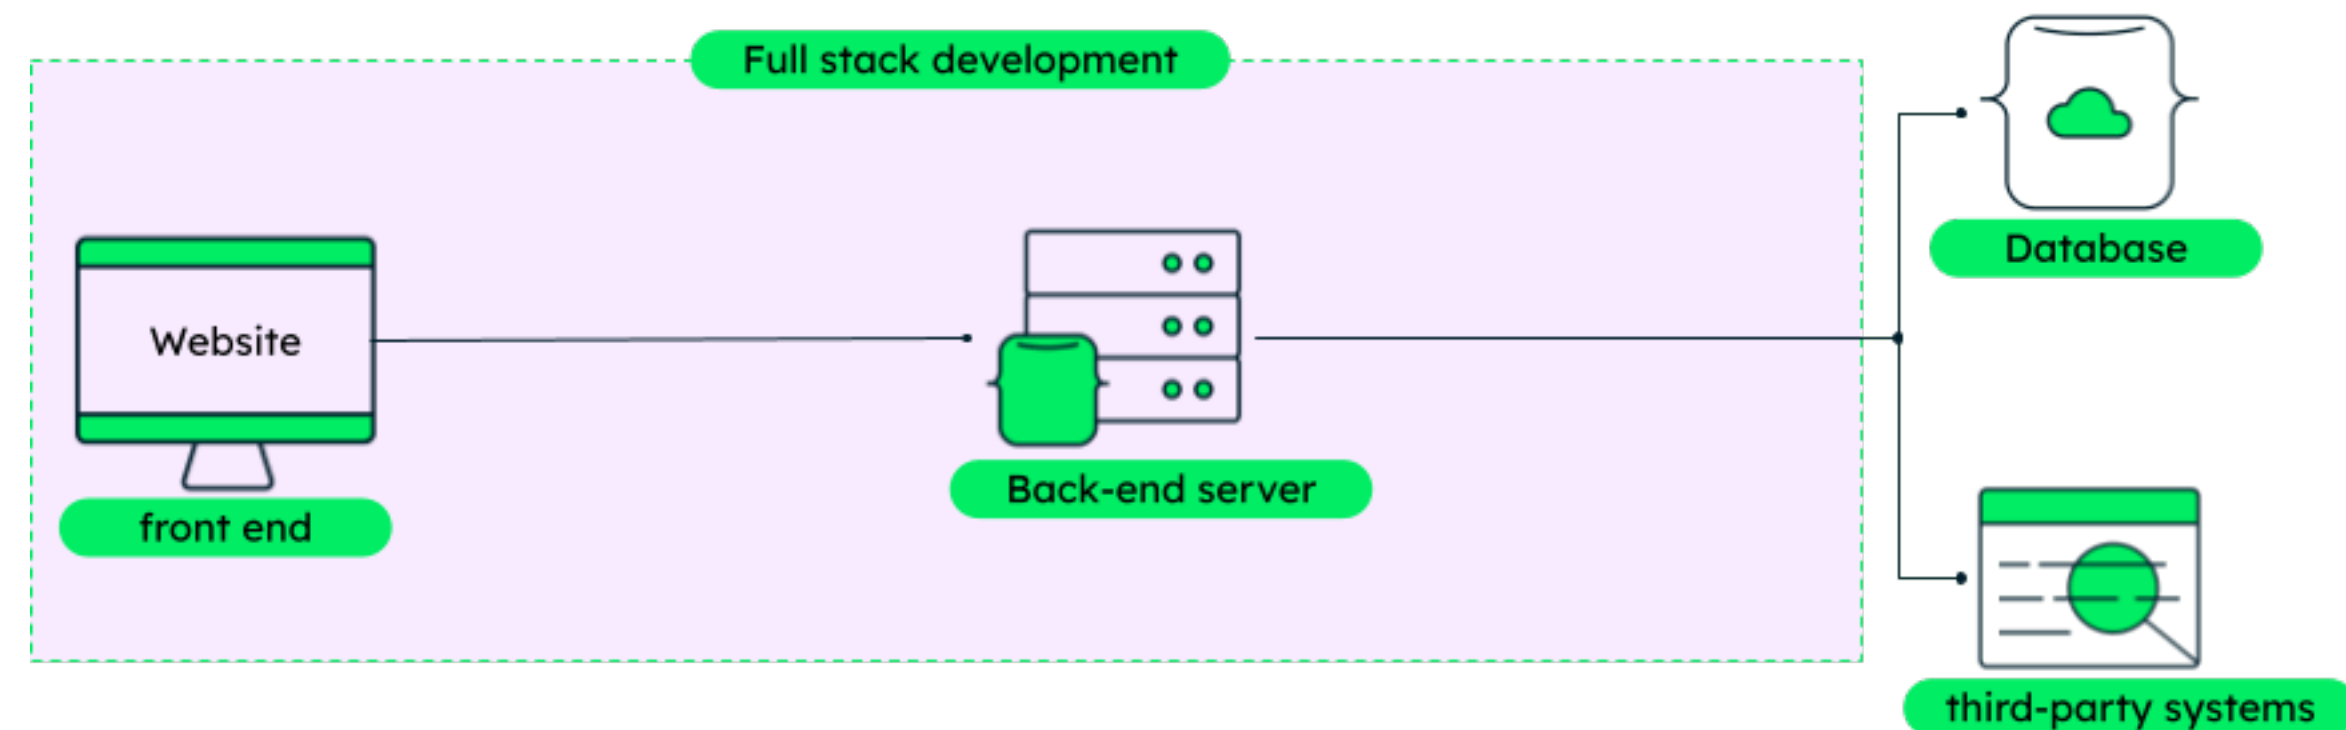 Full stack development
Website
front end
Back-end server
Database
third-party systems